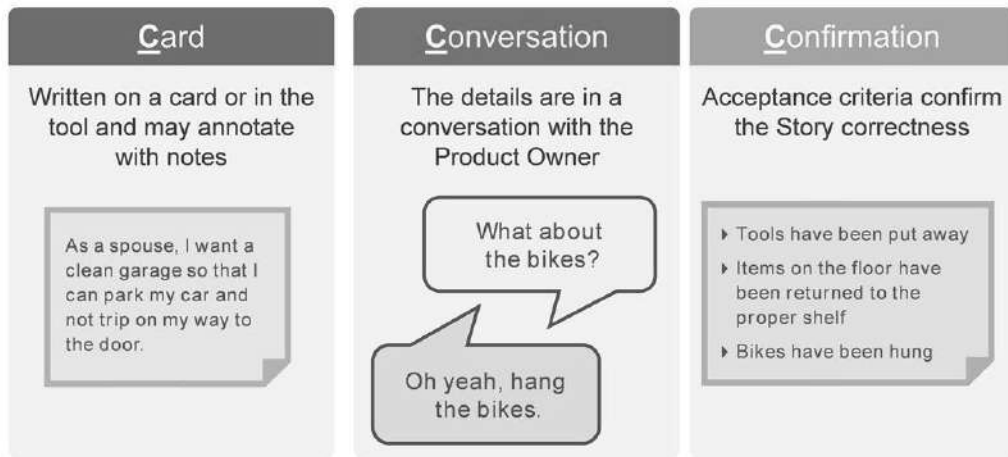 Card
Written on a card or in the
tool and may annotate
with notes
As a spouse, I want a
clean garage so that I
can park my car and
not trip on my way to
the door.
Conversation
The details are in a
conversation with the
Product Owner
What about
the bikes?
Oh yeah, hang
the bikes.
Confirmation
Acceptance criteria confirm
the Story correctness
▸ Tools have been put away
▸ Items on the floor have
been returned to the
proper shelf
▸ Bikes have been hung